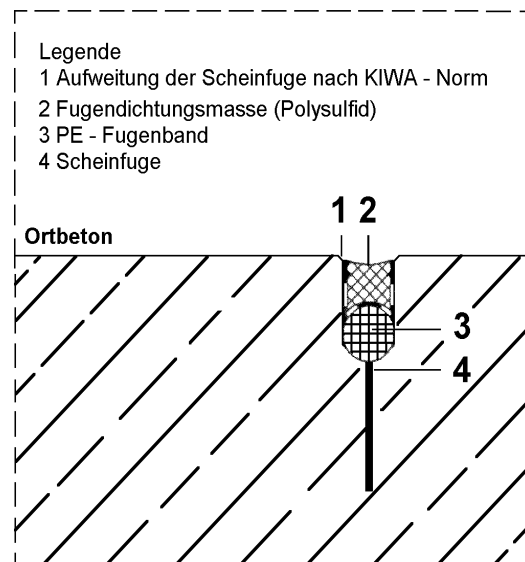 Legende
1 Aufweitung der Scheinfuge nach KIWA - Norm
2 Fugendichtungsmasse (Polysulfid)
3 PE - Fugenband
4 Scheinfuge
1 2
Ortbeton
3
4